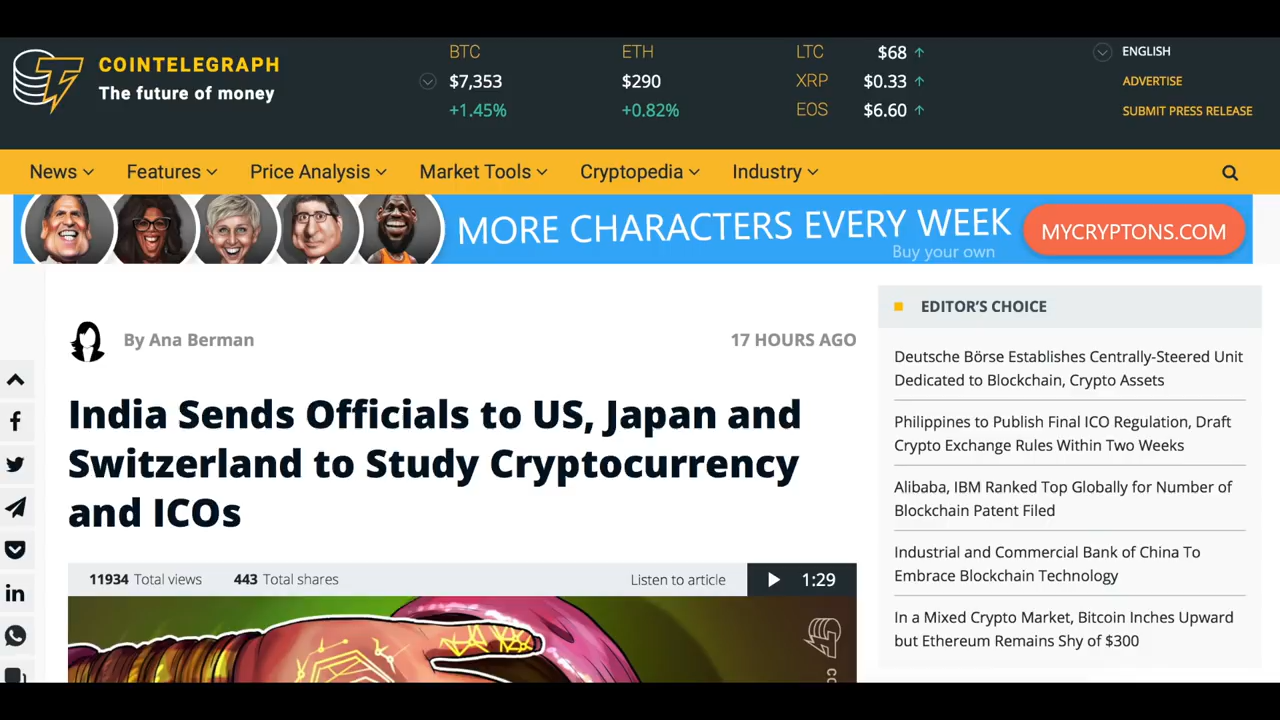 COINTELEGRAPH
The future of money
BTC
$7,353
+1.45%
ETH
$290
+0.82%
LTC $68 ↑
XRP $0.33 ↑
EOS $6.60 ↑
ENGLISH
ADVERTISE
SUBMIT PRESS RELEASE
News Features Price Analysis Market Tools Cryptopedia Industry
MORE CHARACTERS EVERY WEEK
Buy your own
MYCRYPTONS.COM
By Ana Berman
17 HOURS AGO
India Sends Officials to US, Japan and
Switzerland to Study Cryptocurrency
and ICOs
11934 Total views 443 Total shares
Listen to article 1:29
EDITOR'S CHOICE
Deutsche Börse Establishes Centrally-Steered Unit
Dedicated to Blockchain, Crypto Assets
Philippines to Publish Final ICO Regulation, Draft
Crypto Exchange Rules Within Two Weeks
Alibaba, IBM Ranked Top Globally for Number of
Blockchain Patent Filed
Industrial and Commercial Bank of China To
Embrace Blockchain Technology
In a Mixed Crypto Market, Bitcoin Inches Upward
but Ethereum Remains Shy of $300